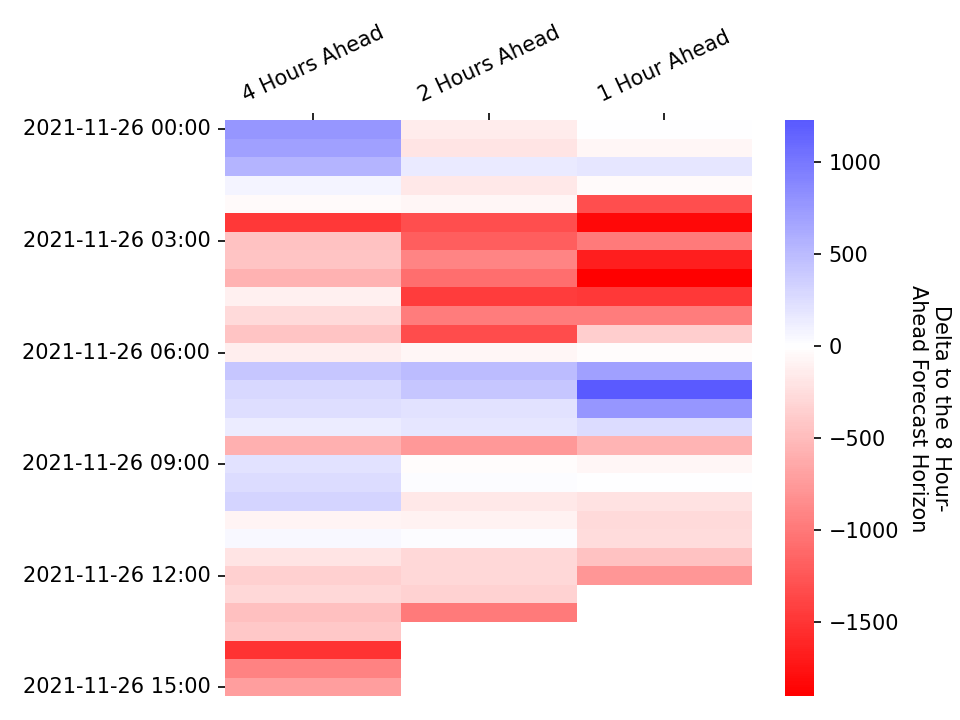 4 Hours Ahead
2 Hours Ahead
1 Hour Ahead
2021-11-26 00:00
2021-11-26 03:00
2021-11-26 06:00
2021-11-26 09:00
2021-11-26 12:00
2021-11-26 15:00
1000
500
0
−500
−1000
−1500
Delta to the 8 Hour-
Ahead Forecast Horizon